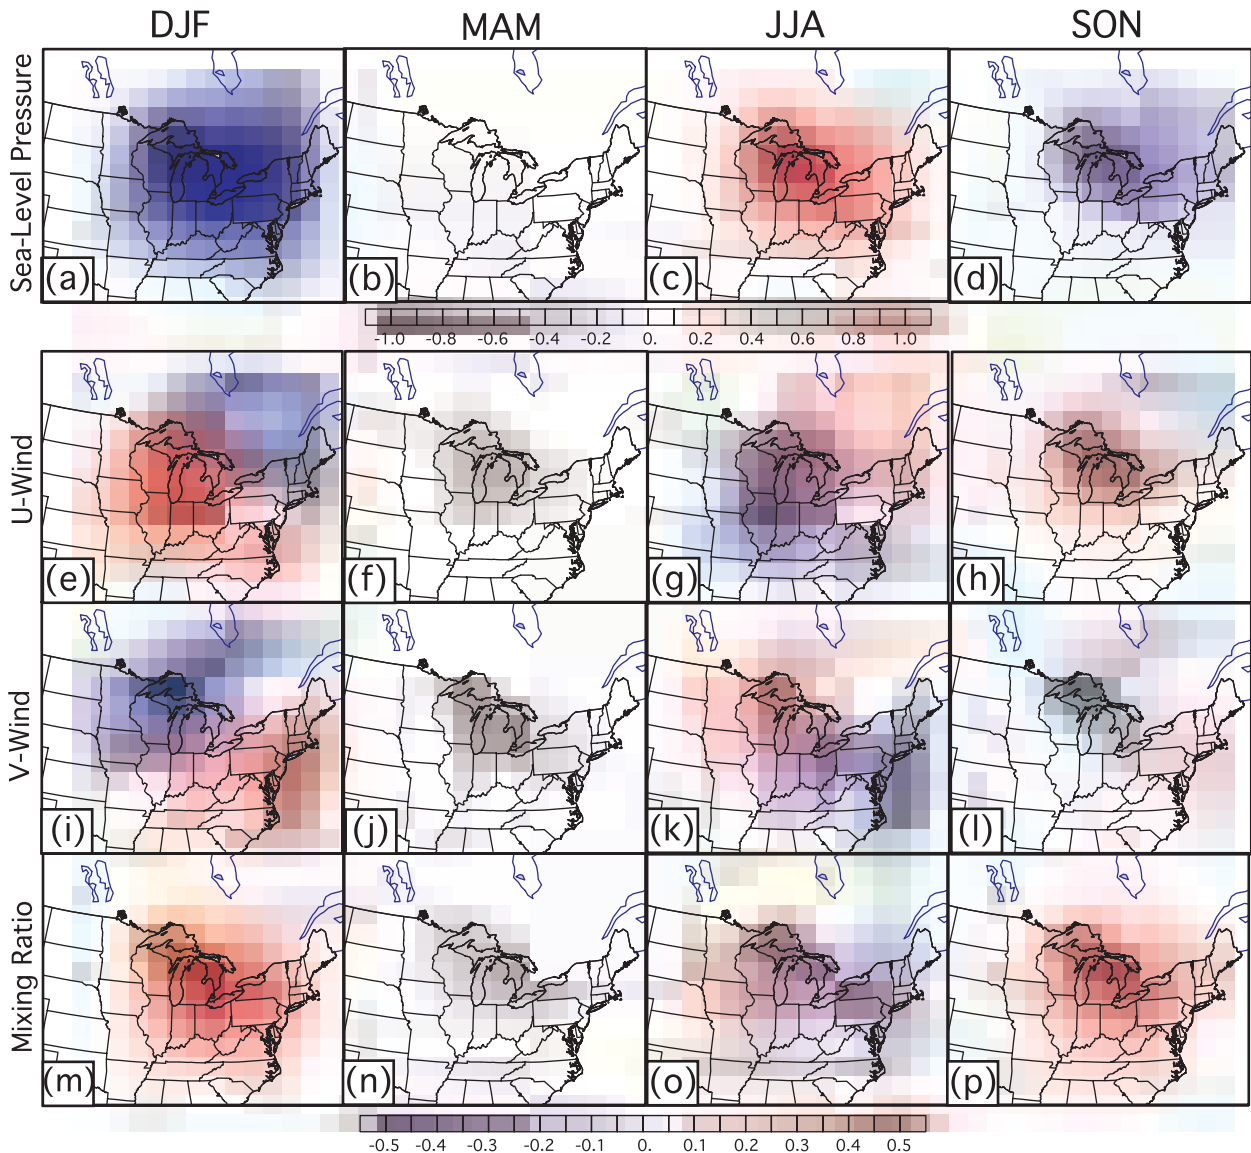 DJF MAM JJA SON
Sea-Level Pressure
(a) (b) (c) (d)
-1.0 -0.8 -0.6 -0.4 -0.2 0. 0.2 0.4 0.6 0.8 1.0
U-Wind
(e) (f) (g) (h)
V-Wind
(i) (j) (k) (l)
Mixing Ratio
(m) (n) (o) (p)
-0.5 -0.4 -0.3 -0.2 -0.1 0. 0.1 0.2 0.3 0.4 0.5